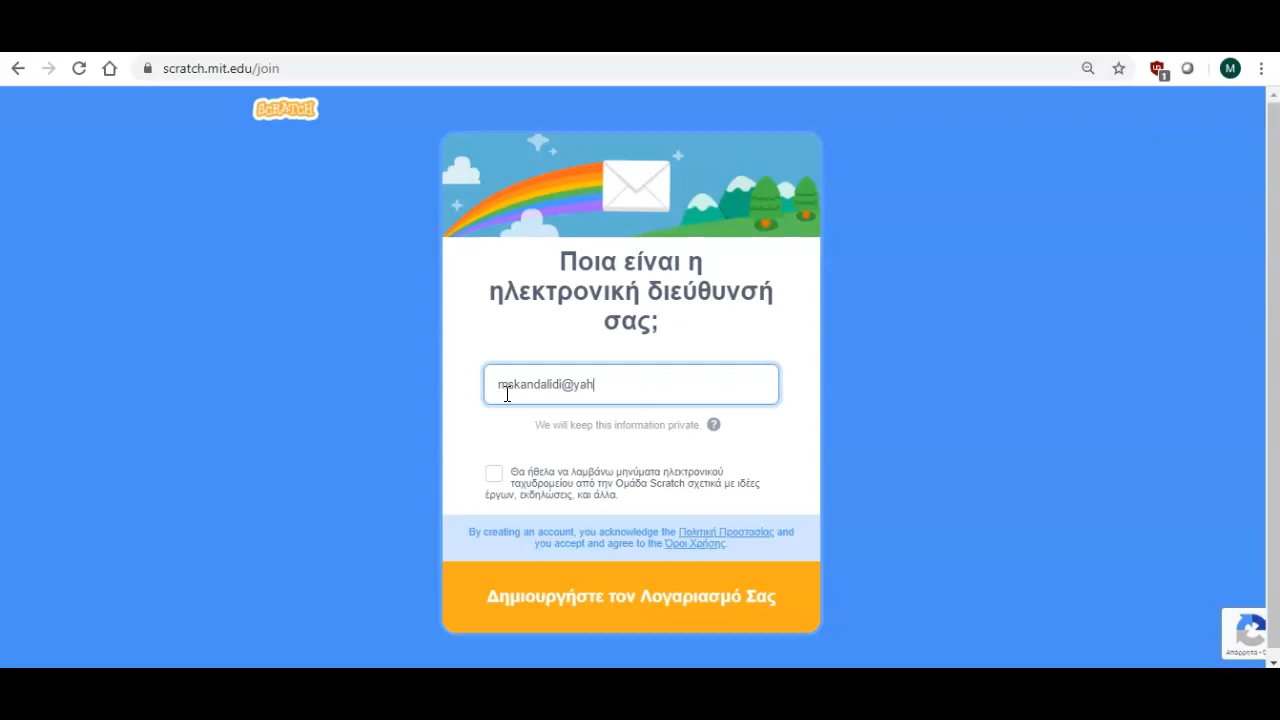 scratch.mit.edu/join
1
M
SCRATCH
Ποια είναι η
ηλεκτρονική διεύθυνσή
σας;
mskandalidi@yah
We will keep this information private. ?
Θα ήθελα να λαμβάνω μηνύματα ηλεκτρονικού
ταχυδρομείου από την Ομάδα Scratch σχετικά με ιδέες
έργων, εκδηλώσεις, και άλλα.
By creating an account, you acknowledge the Πολιτική Προστασίας and
you accept and agree to the Όροι Χρήσης.
Δημιουργήστε τον Λογαριασμό Σας
Απόρρητο -